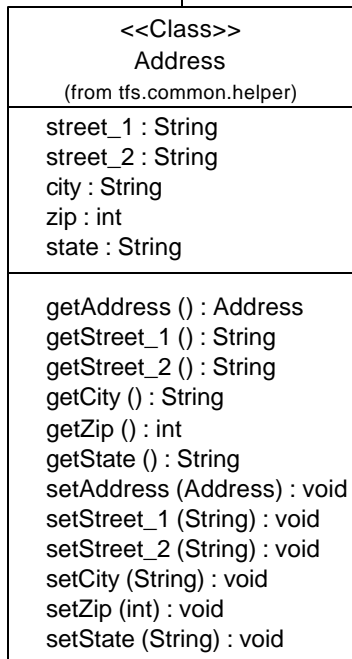 <<Class>>
Address
(from tfs.common.helper)
street_1 : String
street_2 : String
city : String
zip : int
state : String
getAddress () : Address
getStreet_1 () : String
getStreet_2 () : String
getCity () : String
getZip () : int
getState () : String
setAddress (Address) : void
setStreet_1 (String) : void
setStreet_2 (String) : void
setCity (String) : void
setZip (int) : void
setState (String) : void